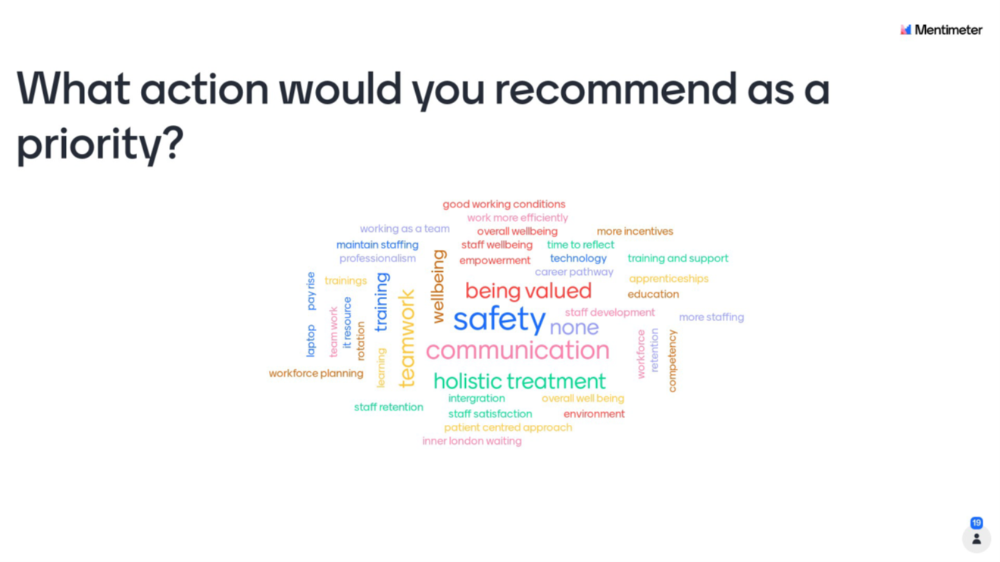 Mentimeter
What action would you recommend as a
priority?
good working conditions
work more efficiently
working as a team
overall wellbeing
more incentives
maintain staffing
staff wellbeing
time to reflect
professionalism
empowerment
technology
training and support
career pathway
pay rise
trainings
training
wellbeing
being valued
apprenticeships
education
laptop
team work
it resource
rotation
teamwork
safety
staff development
none
more staffing
communication
workforce
retention
competency
workforce planning
learning
holistic treatment
intergration
overall well being
staff retention
staff satisfaction
environment
patient centred approach
inner london waiting
19